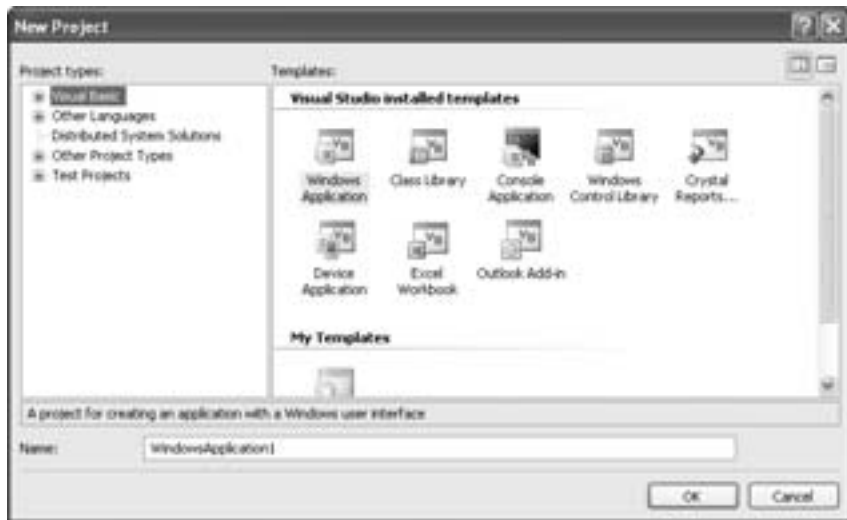 New Project
Project types:
Visual Basic
Other Languages
Distributed System Solutions
Other Project Types
Test Projects
Templates:
Visual Studio installed templates
Windows Application
Class Library
Console Application
Windows Control Library
Crystal Reports...
Device Application
Excel Workbook
Outlook Add-in
My Templates
A project for creating an application with a Windows user interface
Name:
WindowsApplication1
OK
Cancel